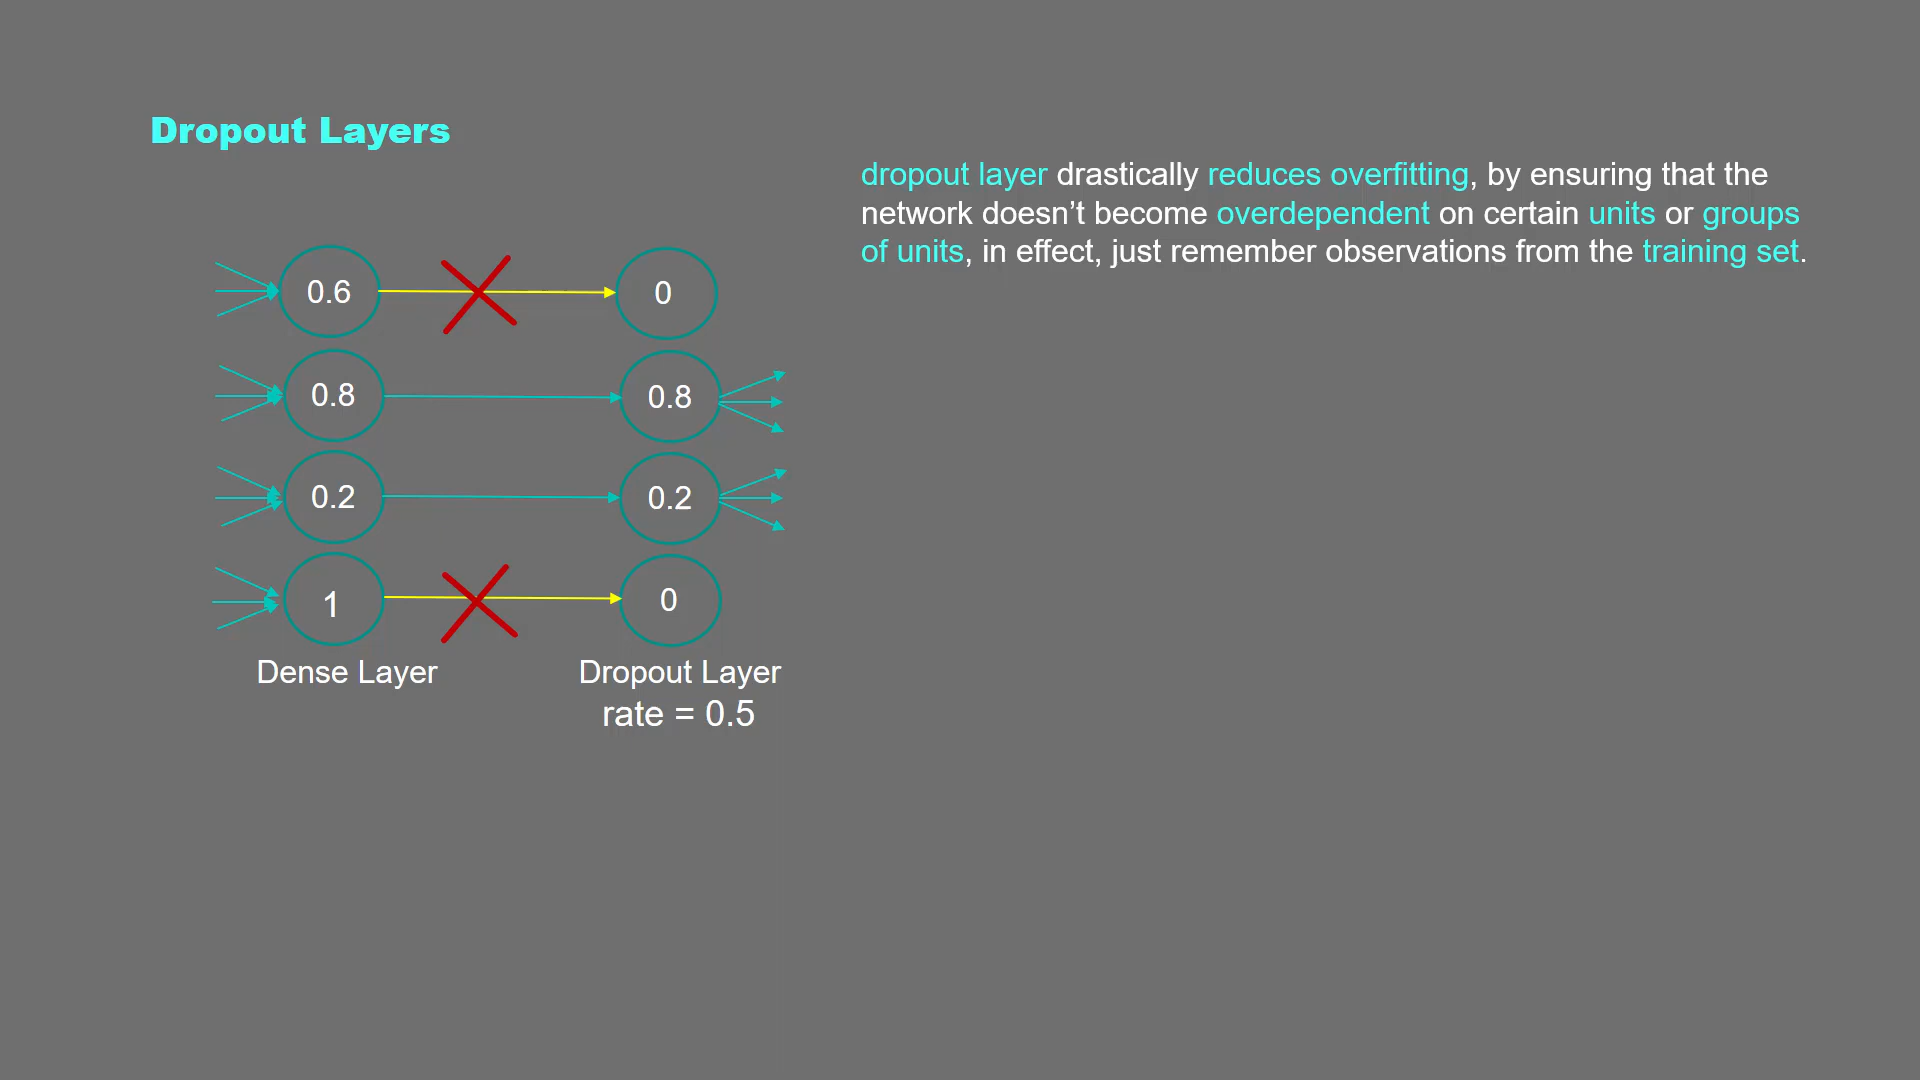 Dropout Layers
dropout layer drastically reduces overfitting, by ensuring that the
network doesn’t become overdependent on certain units or groups
of units, in effect, just remember observations from the training set.
0.6
0
0.8
0.8
0.2
0.2
1
0
Dense Layer
Dropout Layer
rate = 0.5